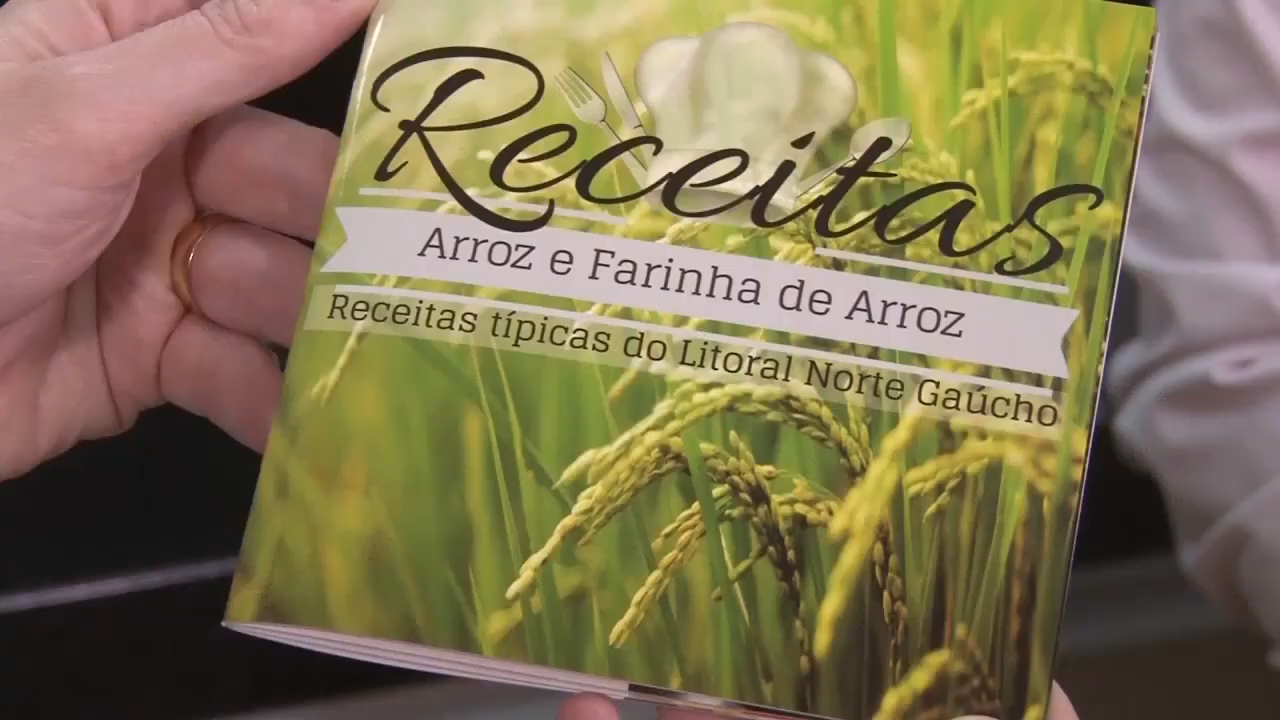 Receitas
Arroz e Farinha de Arroz
Receitas típicas do Litoral Norte Gaúcho